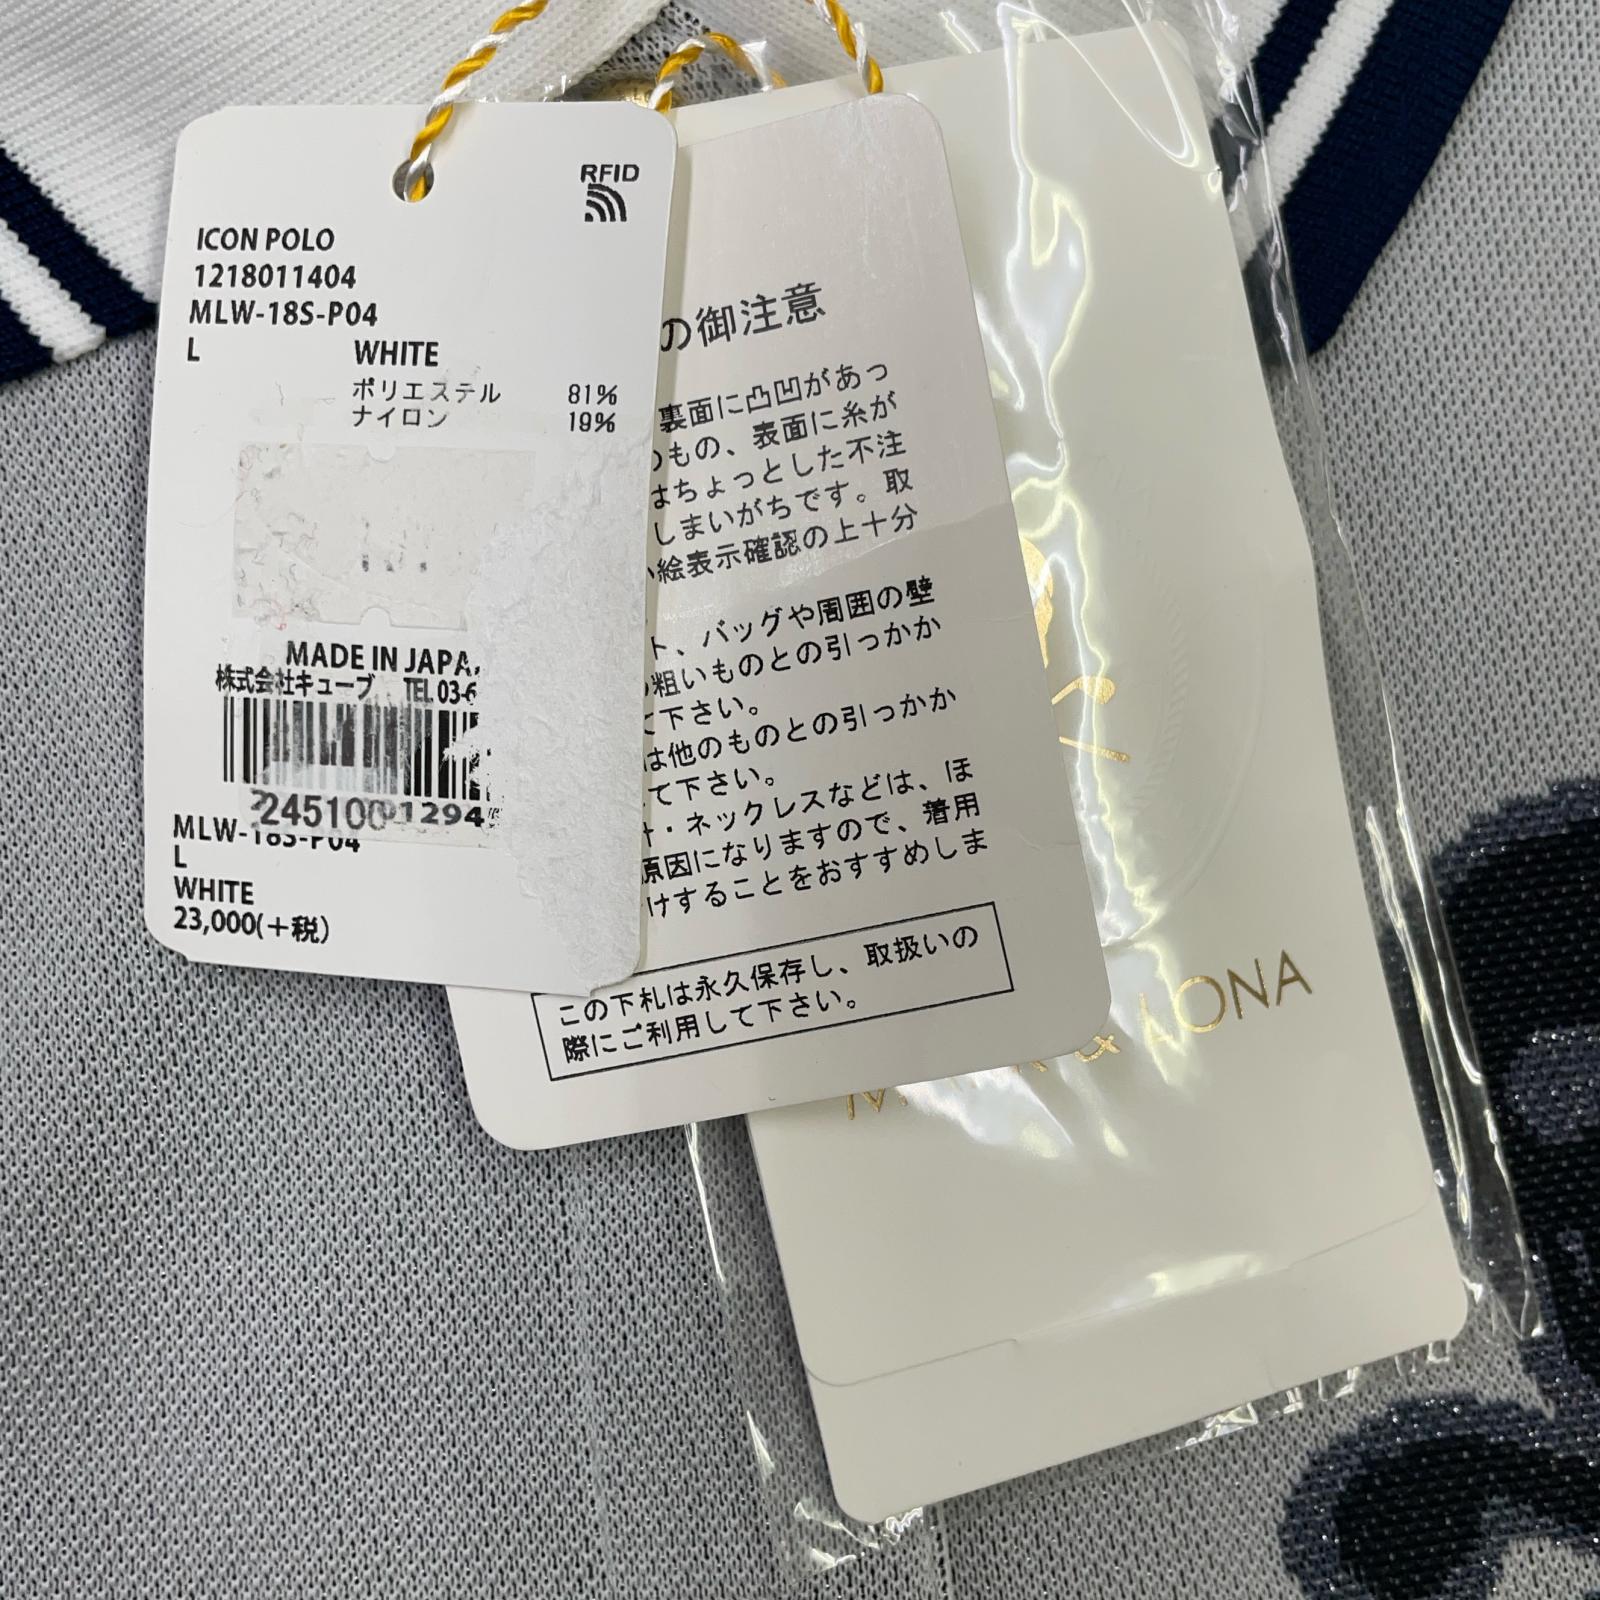 RFID
ICON POLO
1218011404
MLW-18S-P04
L WHITE
ポリエステル 81%
ナイロン 19%
MADE IN
株式会社キューブ TEL 03-6
MLW-18S-P04
L
WHITE
23,000(+税)
の御注意
裏面に凸凹があっ
もの、表面に糸が
はちょっとした不注
しまいがちです。取
い絵表示確認の上十分
ト、バッグや周囲の壁
粗いものとの引っかか
て下さい。
は他のものとの引っかか
て下さい。
・ネックレスなどは、ほ
原因になりますので、着用
けすることをおすすめしま
この下札は永久保存し、取扱いの
際にご利用して下さい。
& LONA